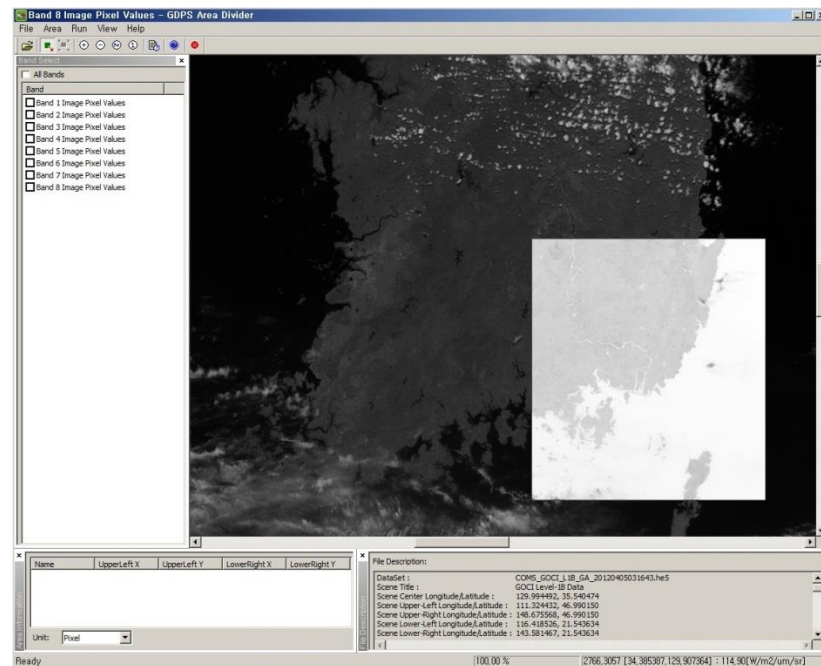 Band 8 Image Pixel Values - GDPS Area Divider
File Area Run View Help
Band Select
All Bands
Band
Band 1 Image Pixel Values
Band 2 Image Pixel Values
Band 3 Image Pixel Values
Band 4 Image Pixel Values
Band 5 Image Pixel Values
Band 6 Image Pixel Values
Band 7 Image Pixel Values
Band 8 Image Pixel Values
Area Information
Name UpperLeft X UpperLeft Y LowerRight X LowerRight Y
Unit: Pixel
File Description
File Description:
DataSet : COMS_GOCI_L1B_GA_20120405031643.he5
Scene Title : GOCI Level-1B Data
Scene Center Longitude/Latitude : 129.994492, 35.540474
Scene Upper-Left Longitude/Latitude : 111.324432, 46.990150
Scene Upper-Right Longitude/Latitude : 148.675568, 46.990150
Scene Lower-Left Longitude/Latitude : 116.418526, 21.543634
Scene Lower-Right Longitude/Latitude : 143.581467, 21.543634
Ready 100,00 % [2766,3057 [34,385387,129,907364] : 114,90[W/m2/um/sr]